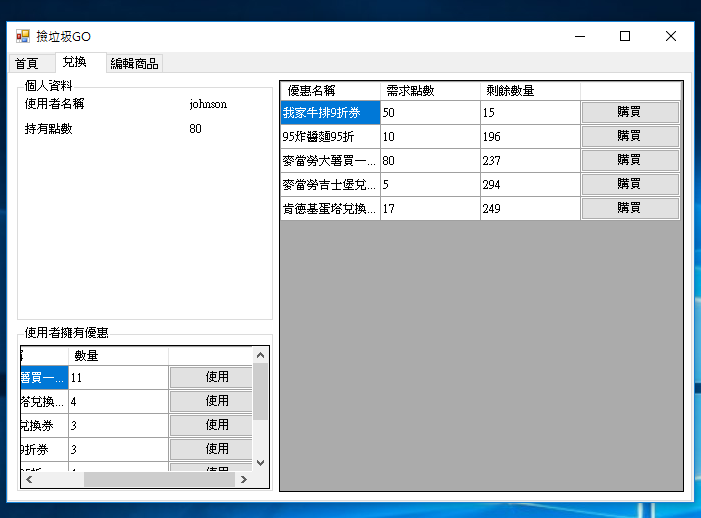 撿垃圾GO
首頁 兌換 編輯商品
個人資料
使用者名稱 johnson
持有點數 80
優惠名稱 需求點數 剩餘數量
我家牛排9折券 50 15 購買
95炸醬麵95折 10 196 購買
麥當勞大薯買一... 80 237 購買
麥當勞吉士堡兌... 5 294 購買
肯德基蛋塔兌換... 17 249 購買
使用者擁有優惠
數量
薯買一... 11 使用
塔兌換... 4 使用
兌換券 3 使用
9折券 3 使用